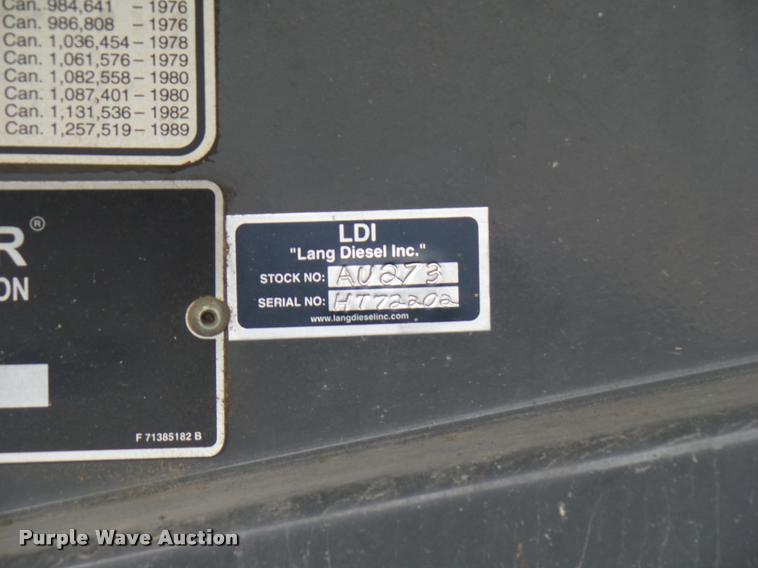 Can. 984,641 – 1976
Can. 986,808 – 1976
Can. 1,036,454 – 1978
Can. 1,061,576 – 1979
Can. 1,082,558 – 1980
Can. 1,087,401 – 1980
Can. 1,131,536 – 1982
Can. 1,257,519 – 1989
R®
ON
F 71385182 B
LDI
"Lang Diesel Inc."
STOCK NO: AU273
SERIAL NO: HT72202
www.langdieselinc.com
Purple Wave Auction